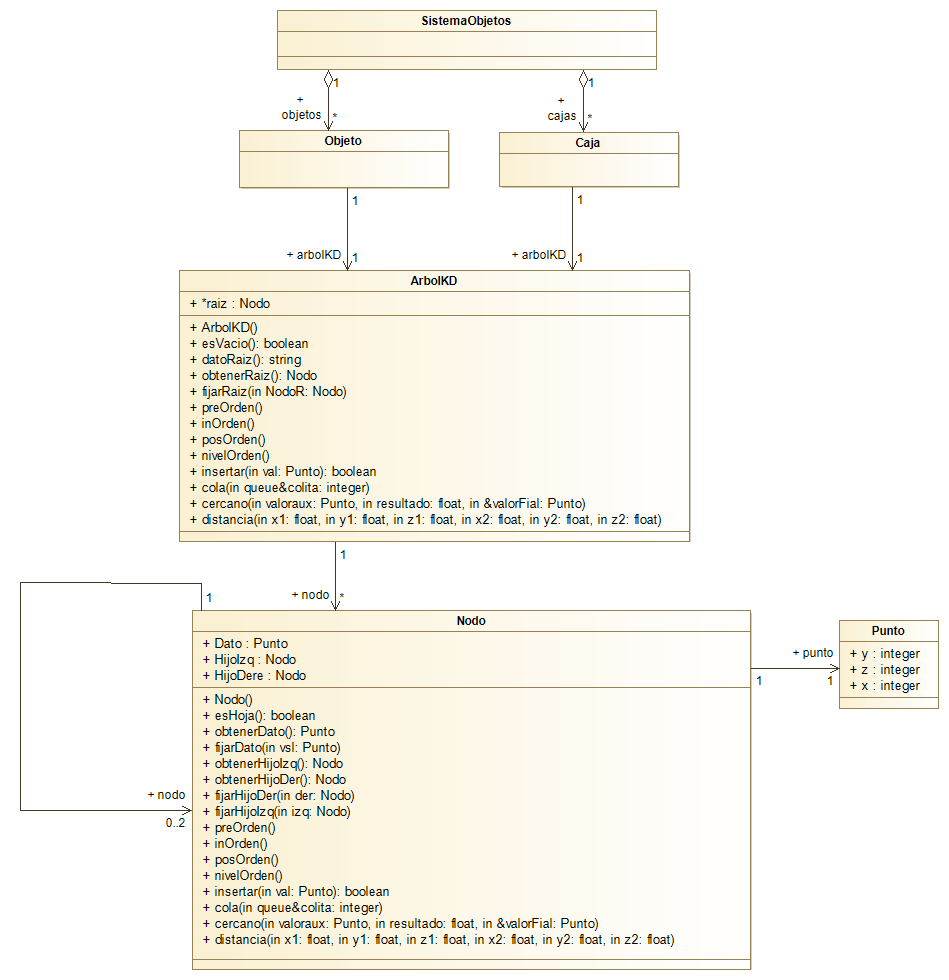 SistemaObjetos
1
1
+
objetos
*
+
cajas
*
Objeto
Caja
1
1
+ arbolKD
1
+ arbolKD
1
ArbolKD
+ *raiz : Nodo
+ ArbolKD()
+ esVacio(): boolean
+ datoRaiz(): string
+ obtenerRaiz(): Nodo
+ fijarRaiz(in NodoR: Nodo)
+ preOrden()
+ inOrden()
+ posOrden()
+ nivelOrden()
+ insertar(in val: Punto): boolean
+ cola(in queue&colita: integer)
+ cercano(in valoraux: Punto, in resultado: float, in &valorFial: Punto)
+ distancia(in x1: float, in y1: float, in z1: float, in x2: float, in y2: float, in z2: float)
1
+ nodo
*
1
Nodo
+ Dato : Punto
+ HijoIzq : Nodo
+ HijoDere : Nodo
+ Nodo()
+ esHoja(): boolean
+ obtenerDato(): Punto
+ fijarDato(in vsl: Punto)
+ obtenerHijoIzq(): Nodo
+ obtenerHijoDer(): Nodo
+ fijarHijoDer(in der: Nodo)
+ fijarHijoIzq(in izq: Nodo)
+ preOrden()
+ inOrden()
+ posOrden()
+ nivelOrden()
+ insertar(in val: Punto): boolean
+ cola(in queue&colita: integer)
+ cercano(in valoraux: Punto, in resultado: float, in &valorFial: Punto)
+ distancia(in x1: float, in y1: float, in z1: float, in x2: float, in y2: float, in z2: float)
+ nodo
0..2
+ punto
1
1
Punto
+ y : integer
+ z : integer
+ x : integer